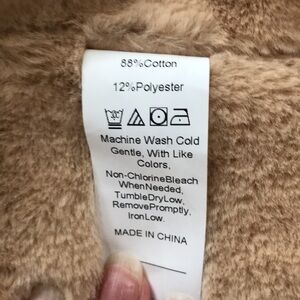 88%Cotton
12%Polyester
Machine Wash Cold
Gentle, With Like
Colors,
Non-ChlorineBleach
WhenNeeded,
TumbleDryLow,
RemovePromptly,
IronLow.
MADE IN CHINA